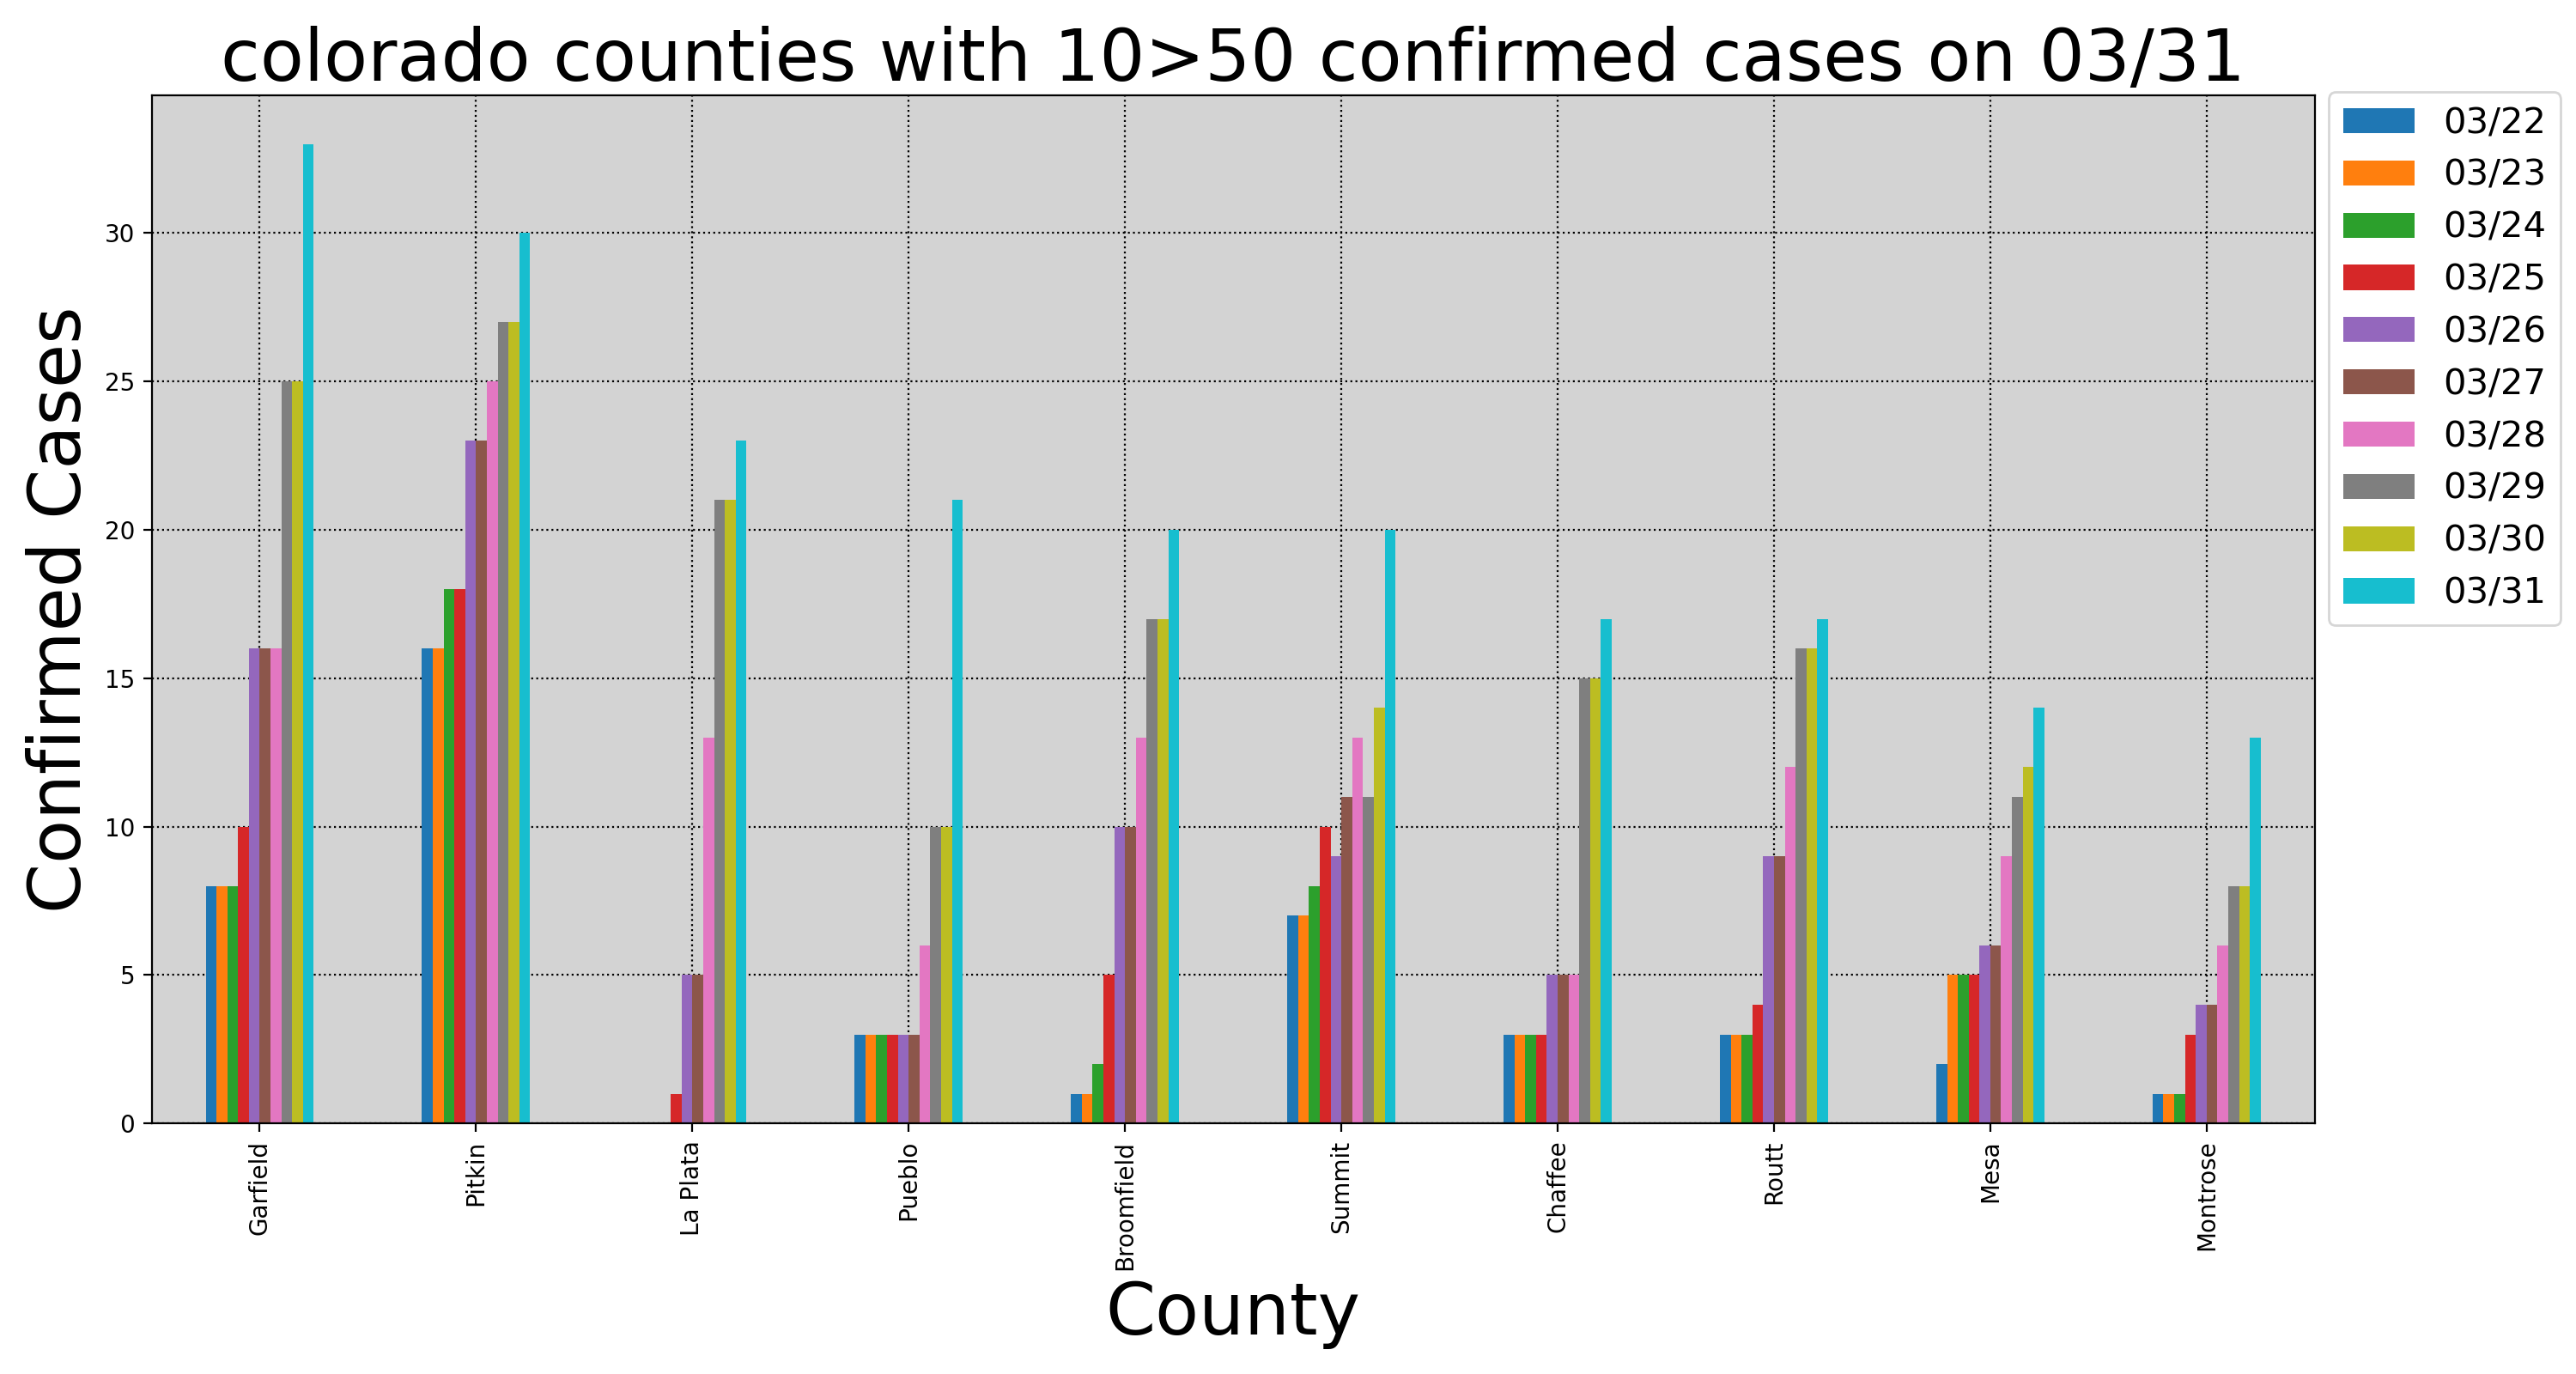 colorado counties with 10>50 confirmed cases on 03/31
Confirmed Cases
30
25
20
15
10
5
0
Garfield
Pitkin
La Plata
Pueblo
Broomfield
Summit
Chaffee
Routt
Mesa
Montrose
County
03/22
03/23
03/24
03/25
03/26
03/27
03/28
03/29
03/30
03/31